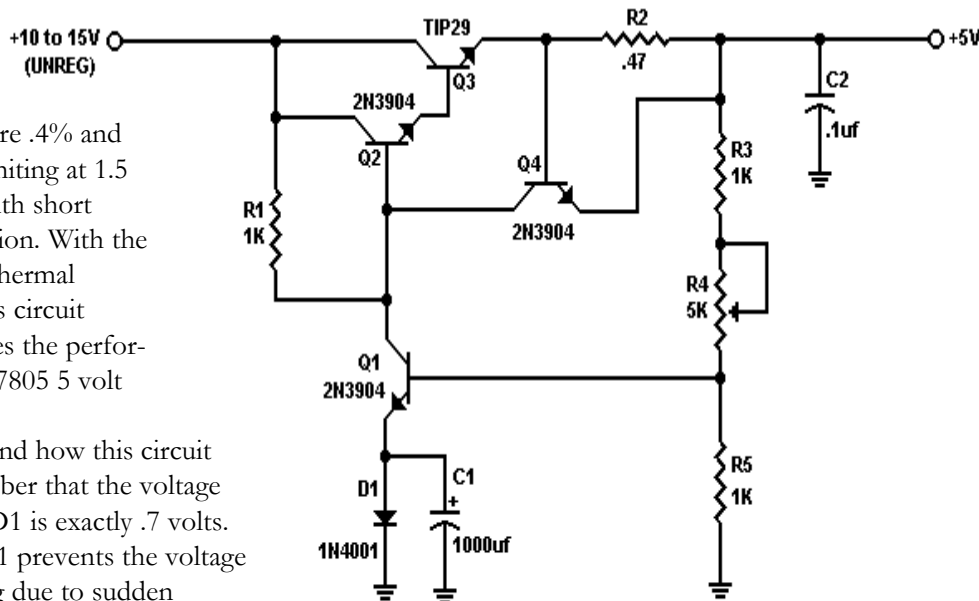 +10 to 15V
(UNREG)
TIP29
Q3
R2
.47
+5V
C2
.1uf
2N3904
Q2
R1
1K
Q4
2N3904
R3
1K
R4
5K
Q1
2N3904
R5
1K
D1
1N4001
C1
+
1000uf
re .4% and
niting at 1.5
th short
ion. With the
hermal
s circuit
es the perfor-
7805 5 volt
nd how this circuit
ber that the voltage
D1 is exactly .7 volts.
1 prevents the voltage
g due to sudden